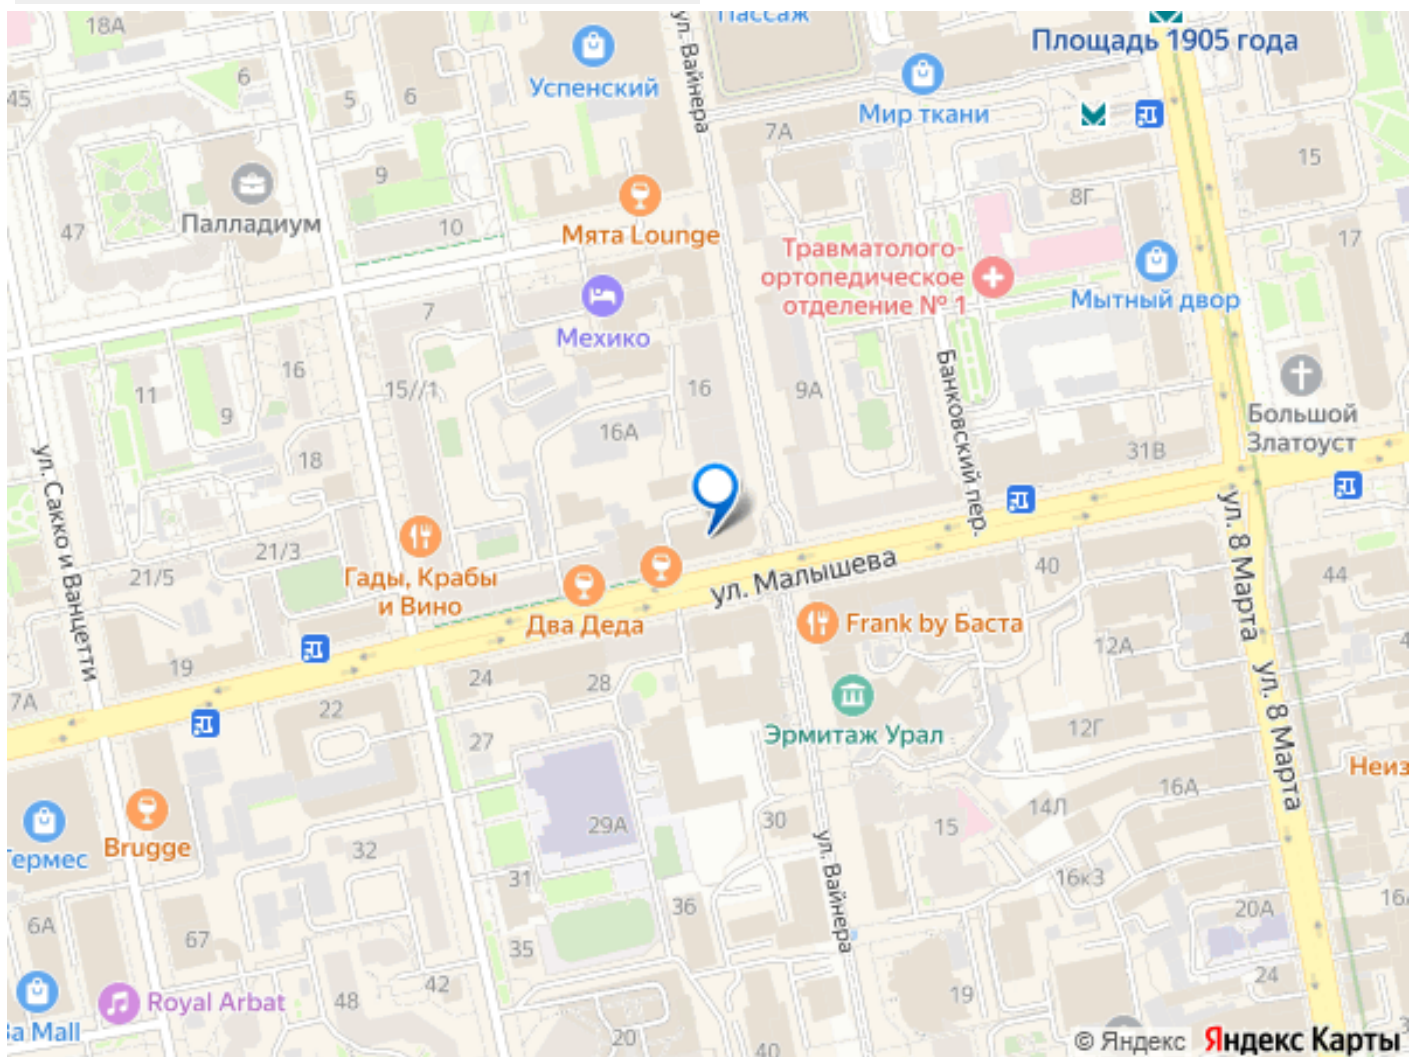 18А
Пассаж
Площадь 1905 года
ул. Вайнера
45
6
5
6
Успенский
Мир ткани
7А
15
9
Палладиум
47
10
Мята Lounge
8Г
17
Травматолого-
ортопедическое
отделение № 1
Мытный двор
7
Мехико
16
11
9
15//1
16
9А
Банковский пер.
Большой
Златоуст
16А
18
31В
ул. Сакко и Ванцетти
21/3
21/5
Гады, Крабы
и Вино
ул. Малышева
40
44
ул. 8 Марта
Два Деда
Frank by Баста
12А
19
7А
24
28
22
27
Эрмитаж Урал
12Г
ул. 8 Марта
Неиз
16А
14Л
15
30
29А
Гермес
Brugge
32
31
ул. Вайнера
16к3
16
6А
67
36
35
20А
42
48
Royal Arbat
За Mall
19
24
20
40
© Яндекс Яндекс Карты